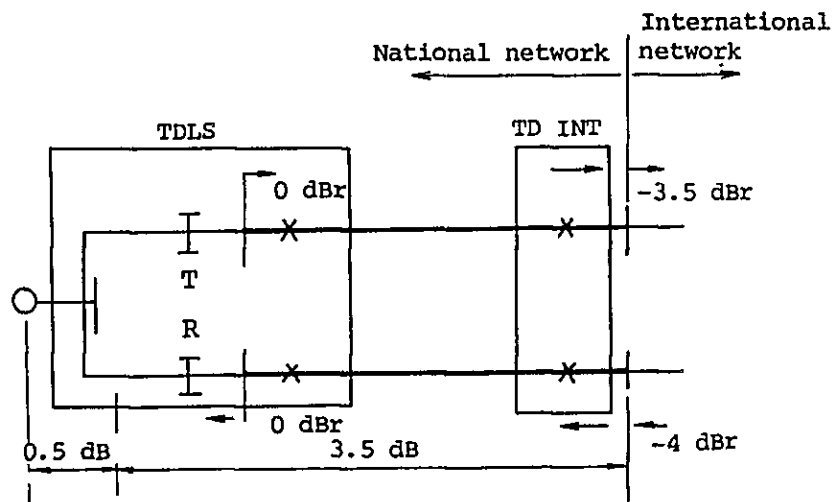 International
National network
network
TDLS
TD INT
0 dBr
-3.5 dBr
T
R
0 dBr
-4 dBr
0.5 dB
3.5 dB